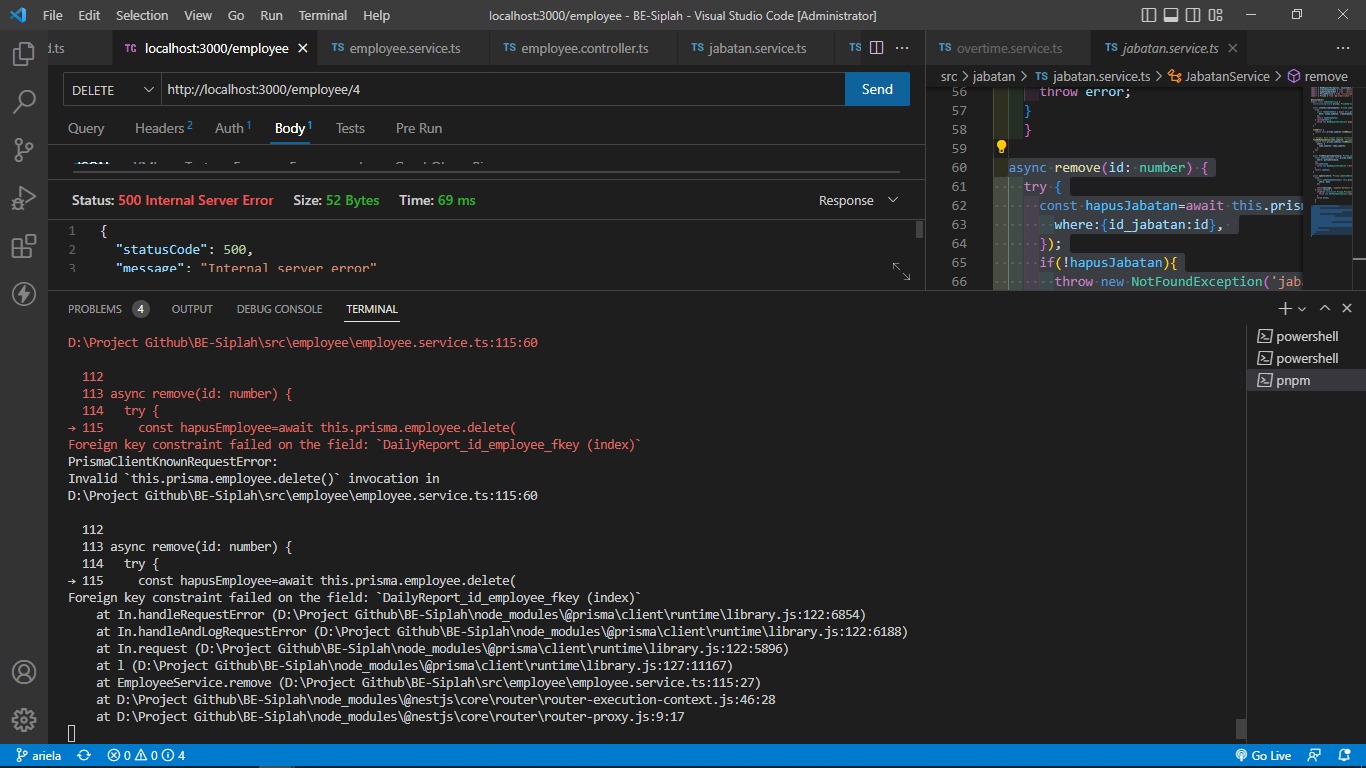 File Edit Selection View Go Run Terminal Help
localhost:3000/employee - BE-Siplah - Visual Studio Code [Administrator]
d.ts
TC localhost:3000/employee
TS employee.service.ts
TS employee.controller.ts
TS jabatan.service.ts
TS
TS overtime.service.ts
TS jabatan.service.ts
DELETE
http://localhost:3000/employee/4
Send
Query Headers 2 Auth 1 Body 1 Tests Pre Run
Status: 500 Internal Server Error Size: 52 Bytes Time: 69 ms
Response
1 {
2 "statusCode": 500,
3 "message": "Internal server error"
src > jabatan > TS jabatan.service.ts > JabatanService > remove
56 throw error;
57 }
58 }
59
60 async remove(id: number) {
61 try {
62 const hapusJabatan=await this.prism
63 where:{id_jabatan:id},
64 });
65 if(!hapusJabatan){
66 throw new NotFoundException('jaba
PROBLEMS 4 OUTPUT DEBUG CONSOLE TERMINAL
D:\Project Github\BE-Siplah\src\employee\employee.service.ts:115:60
112
113 async remove(id: number) {
114 try {
→ 115 const hapusEmployee=await this.prisma.employee.delete(
Foreign key constraint failed on the field: `DailyReport_id_employee_fkey (index)`
PrismaClientKnownRequestError:
Invalid `this.prisma.employee.delete()` invocation in
D:\Project Github\BE-Siplah\src\employee\employee.service.ts:115:60
112
113 async remove(id: number) {
114 try {
→ 115 const hapusEmployee=await this.prisma.employee.delete(
Foreign key constraint failed on the field: `DailyReport_id_employee_fkey (index)`
at In.handleRequestError (D:\Project Github\BE-Siplah\node_modules\@prisma\client\runtime\library.js:122:6854)
at In.handleAndLogRequestError (D:\Project Github\BE-Siplah\node_modules\@prisma\client\runtime\library.js:122:6188)
at In.request (D:\Project Github\BE-Siplah\node_modules\@prisma\client\runtime\library.js:122:5896)
at l (D:\Project Github\BE-Siplah\node_modules\@prisma\client\runtime\library.js:127:11167)
at EmployeeService.remove (D:\Project Github\BE-Siplah\src\employee\employee.service.ts:115:27)
at D:\Project Github\BE-Siplah\node_modules\@nestjs\core\router\router-execution-context.js:46:28
at D:\Project Github\BE-Siplah\node_modules\@nestjs\core\router\router-proxy.js:9:17
powershell
powershell
pnpm
ariela
0 0 4
Go Live